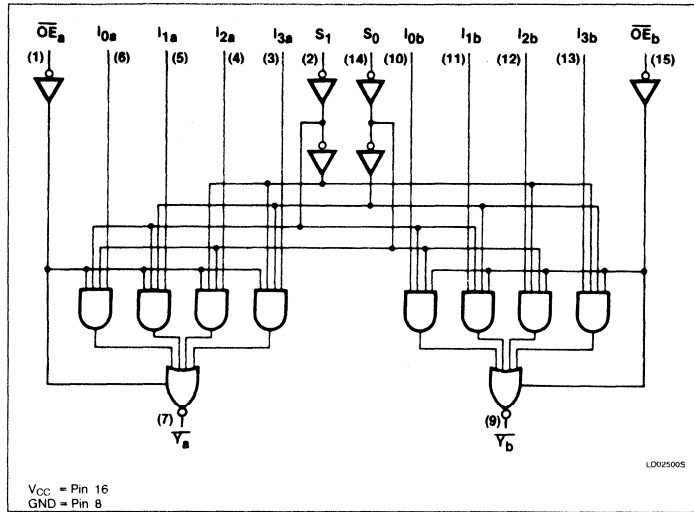 OEₐ I₀ₐ I₁ₐ I₂ₐ I₃ₐ S₁ S₀ I₀b I₁b I₂b I₃b OEb
(1) (6) (5) (4) (3) (2) (14) (10) (11) (12) (13) (15)
(7) (9)
Yₐ Yb
LD02500S
VCC = Pin 16
GND = Pin 8